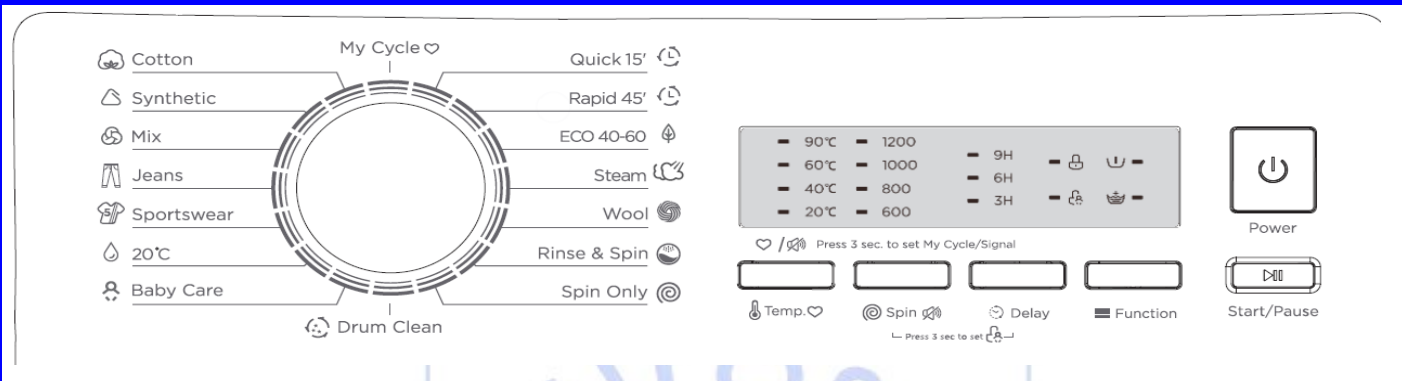 My Cycle
Cotton
Synthetic
Mix
Jeans
Sportswear
20℃
Baby Care
Drum Clean
Quick 15'
Rapid 45'
ECO 40-60
Steam
Wool
Rinse & Spin
Spin Only
90℃ 1200
60℃ 1000
40℃ 800
20℃ 600
9H
6H
3H
/ Press 3 sec. to set My Cycle/Signal
Temp. Spin Delay Function
Press 3 sec to set
Power
Start/Pause